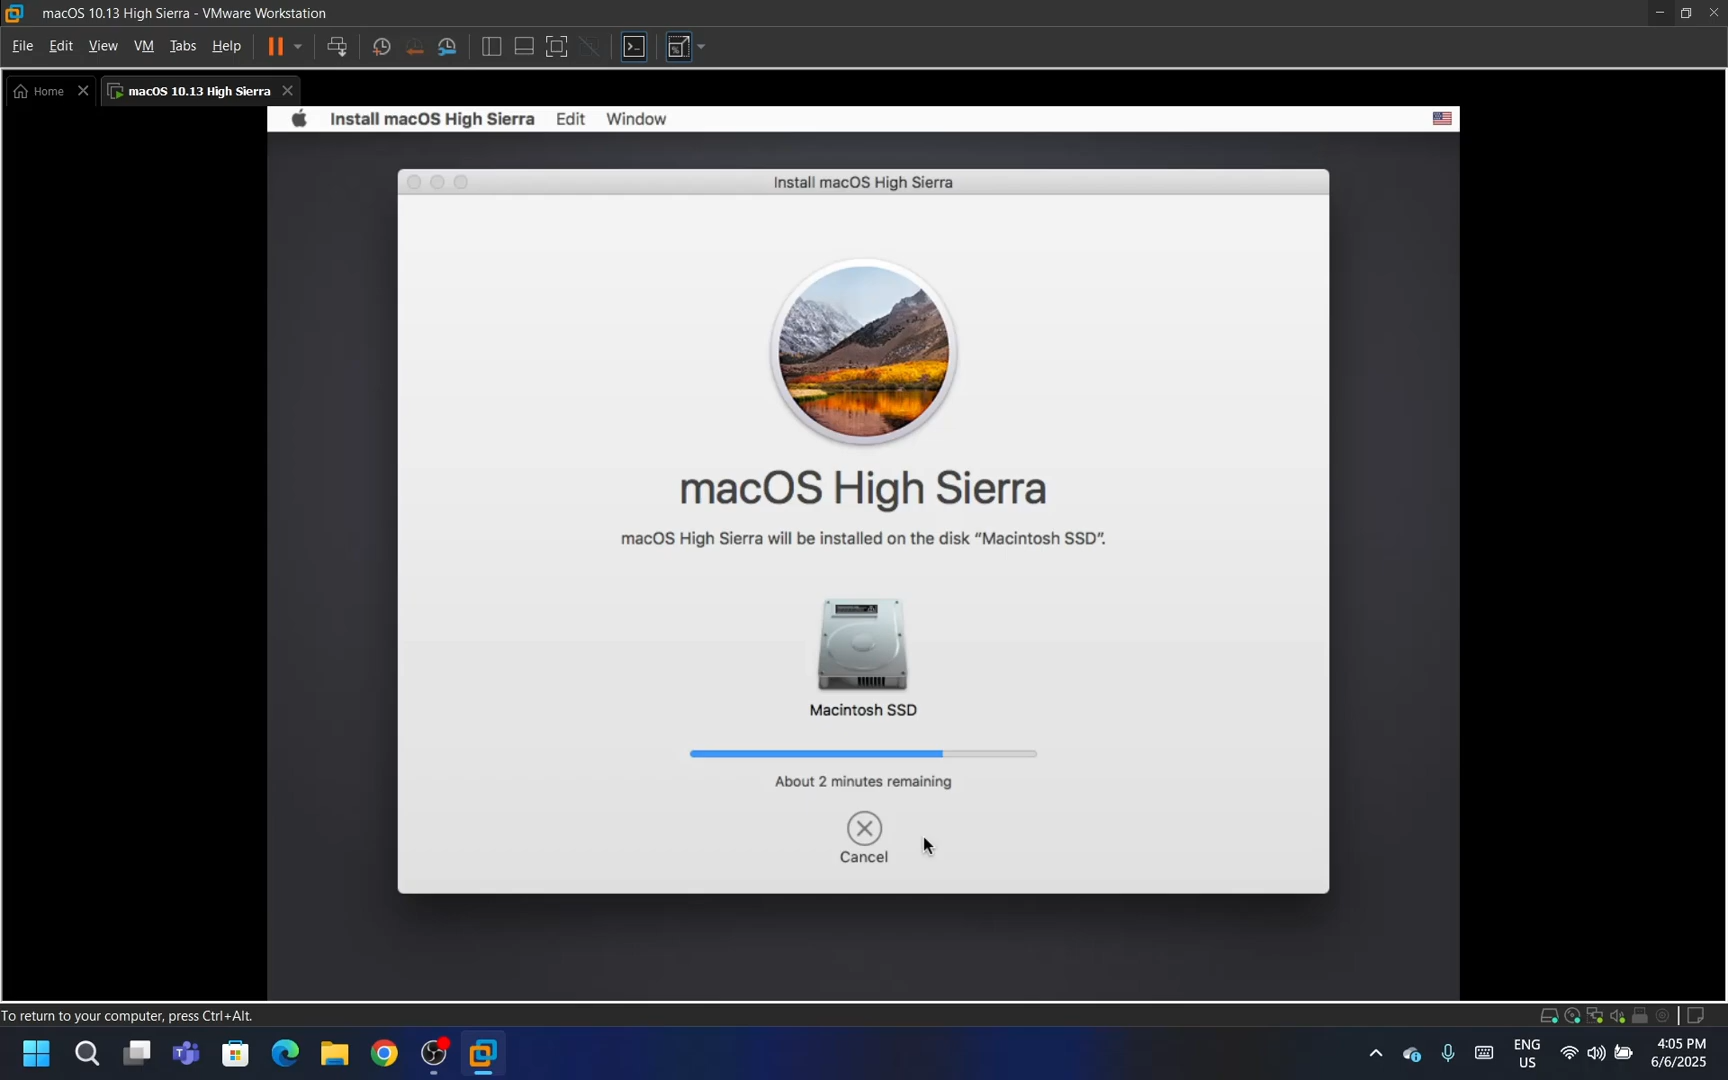 macOS 10.13 High Sierra - VMware Workstation
File Edit View VM Tabs Help
Home macOS 10.13 High Sierra
Install macOS High Sierra Edit Window
Install macOS High Sierra
macOS High Sierra
macOS High Sierra will be installed on the disk “Macintosh SSD”.
Macintosh SSD
About 2 minutes remaining
Cancel
To return to your computer, press Ctrl+Alt.
ENG
US
4:05 PM
6/6/2025